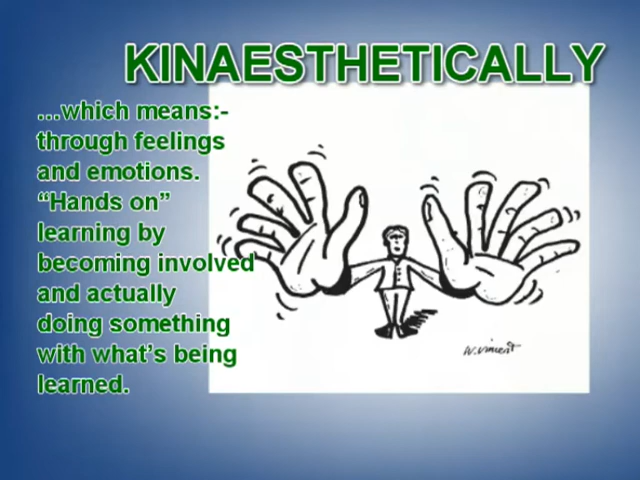 KINAESTHETICALLY
...which means:-
through feelings
and emotions.
“Hands on”
learning by
becoming involved
and actually
doing something
with what’s being
learned.
W.Vincent